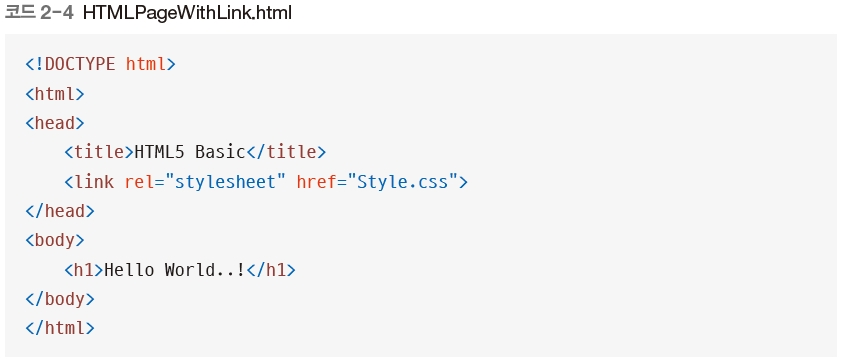 코드 2-4 HTMLPageWithLink.html
<!DOCTYPE html>
<html>
<head>
    <title>HTML5 Basic</title>
    <link rel="stylesheet" href="Style.css">
</head>
<body>
    <h1>Hello World..!</h1>
</body>
</html>